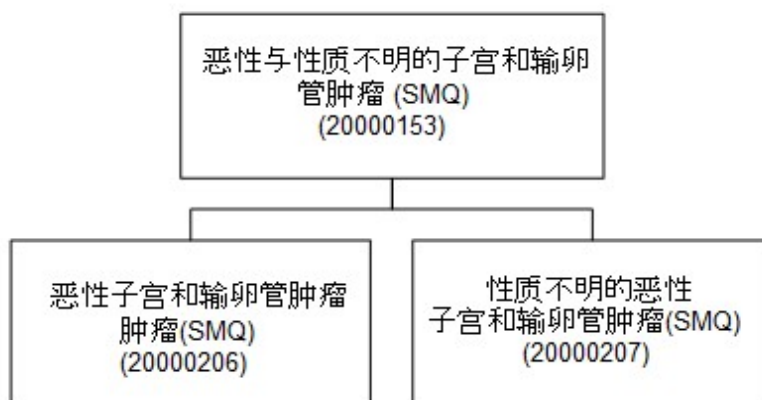 恶性与性质不明的子宫和输卵
管肿瘤 (SMQ)
(20000153)
恶性子宫和输卵管肿瘤
肿瘤(SMQ)
(20000206)
性质不明的恶性
子宫和输卵管肿瘤(SMQ)
(20000207)